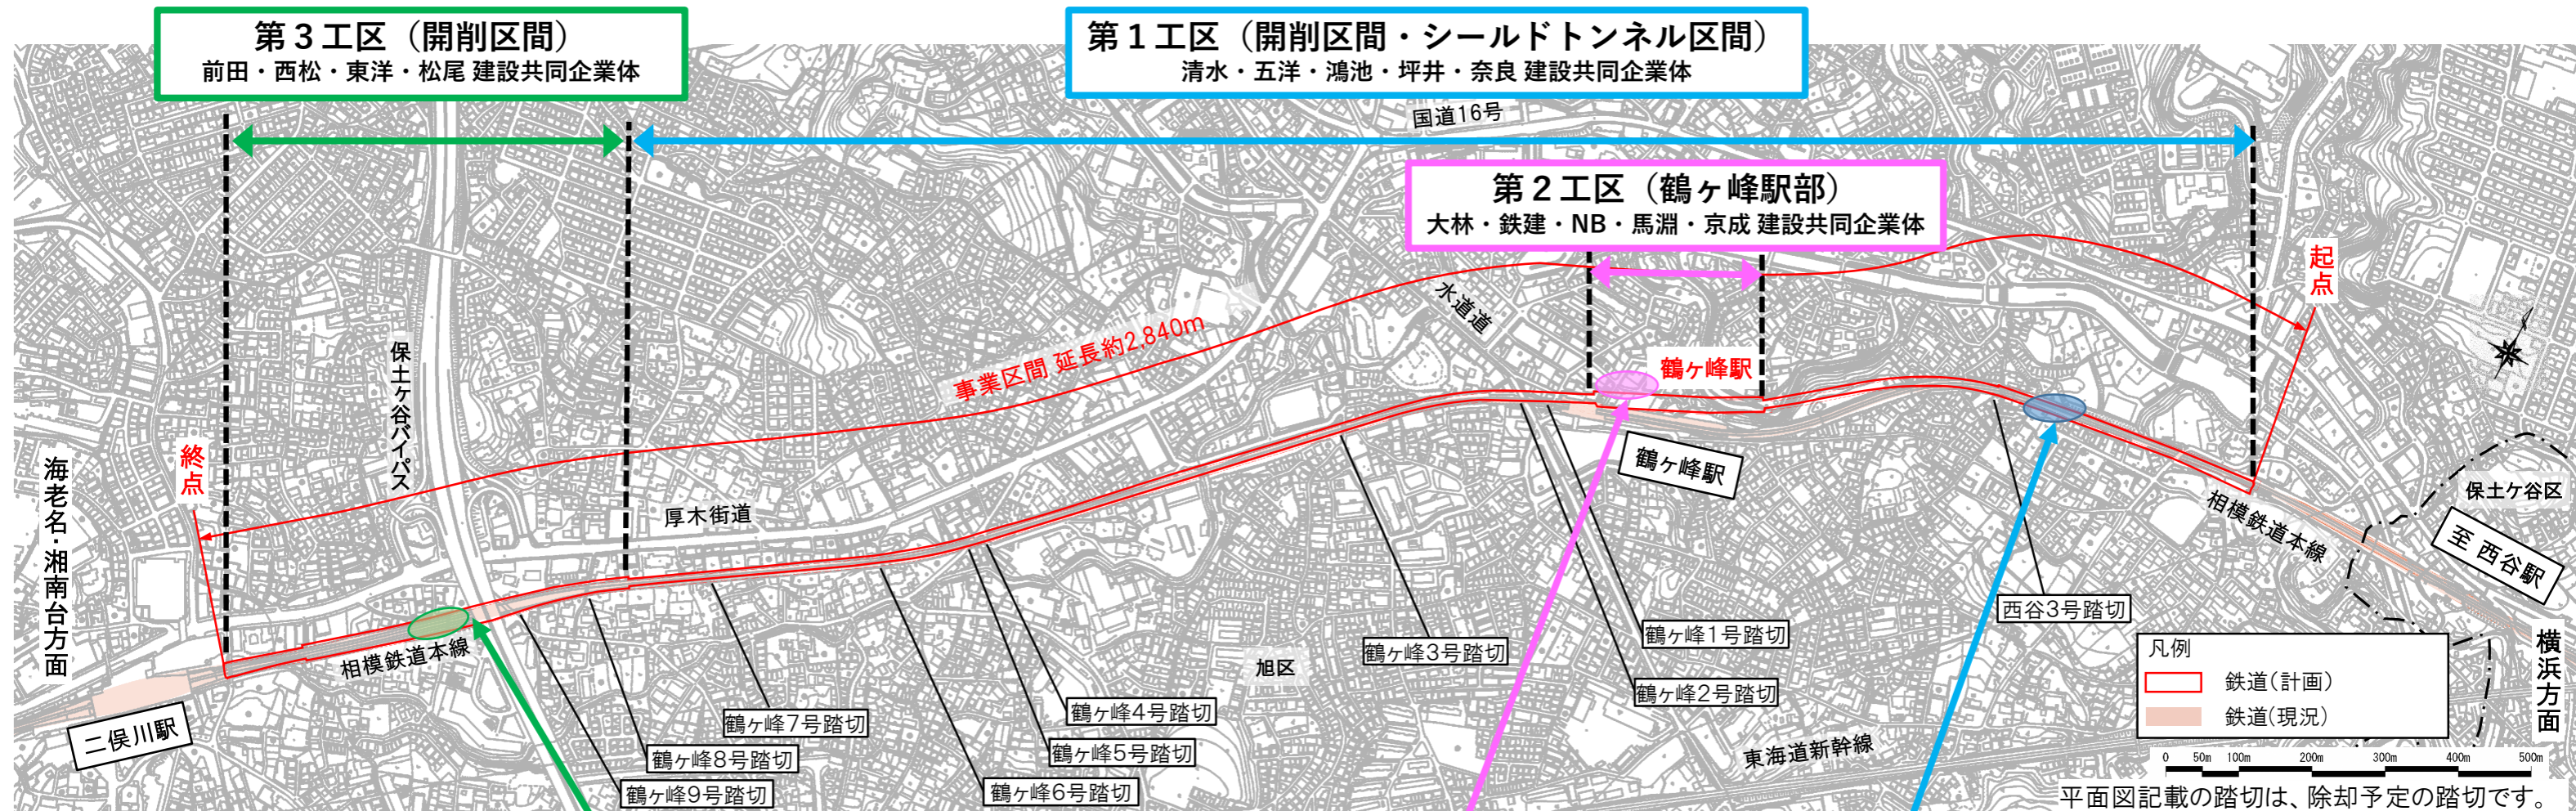 第3工区（開削区間）
前田・西松・東洋・松尾 建設共同企業体
第1工区（開削区間・シールドトンネル区間）
清水・五洋・鴻池・坪井・奈良 建設共同企業体
国道16号
第2工区（鶴ヶ峰駅部）
大林・鉄建・NB・馬淵・京成 建設共同企業体
起点
水道道
事業区間 延長約2,840m
鶴ヶ峰駅
保土ヶ谷バイパス
終点
海老名・湘南台方面
厚木街道
鶴ヶ峰駅
保土ケ谷区
相模鉄道本線
至 西谷駅
西谷3号踏切
鶴ヶ峰1号踏切
鶴ヶ峰3号踏切
相模鉄道本線
旭区
鶴ヶ峰2号踏切
鶴ヶ峰4号踏切
鶴ヶ峰7号踏切
鶴ヶ峰5号踏切
鶴ヶ峰8号踏切
鶴ヶ峰6号踏切
鶴ヶ峰9号踏切
二俣川駅
東海道新幹線
横浜方面
凡例
鉄道(計画)
鉄道(現況)
0 50m 100m 200m 300m 400m 500m
平面図記載の踏切は、除却予定の踏切です。